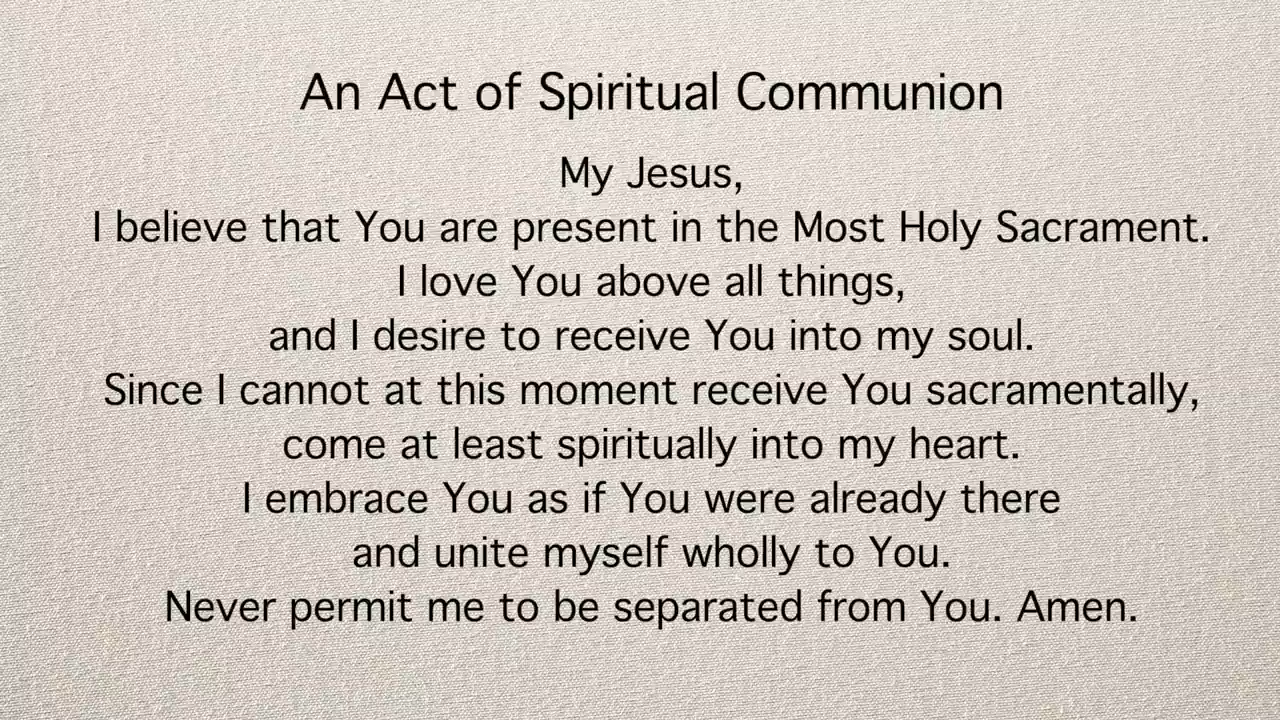 An Act of Spiritual Communion
My Jesus,
I believe that You are present in the Most Holy Sacrament.
I love You above all things,
and I desire to receive You into my soul.
Since I cannot at this moment receive You sacramentally,
come at least spiritually into my heart.
I embrace You as if You were already there
and unite myself wholly to You.
Never permit me to be separated from You. Amen.